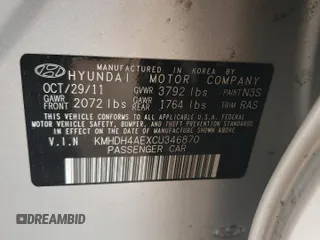 MANUFACTURED IN KOREA BY
HYUNDAI MOTOR COMPANY
OCT/29/11 GVWR 3792 lbs PAINT N3S
GAWR FRONT 2072 lbs GAWR REAR 1764 lbs TRIM RAS
THIS VEHICLE CONFORMS TO ALL APPLICABLE FEDERAL
MOTOR VEHICLE SAFETY, BUMPER, AND THEFT PREVENTION
STANDARDS IN EFFECT ON THE DATE OF MANUFACTURE
SHOWN ABOVE.
V.I.N KMHDH4AEXCU346870
PASSENGER CAR
AUTOBIDMASTER